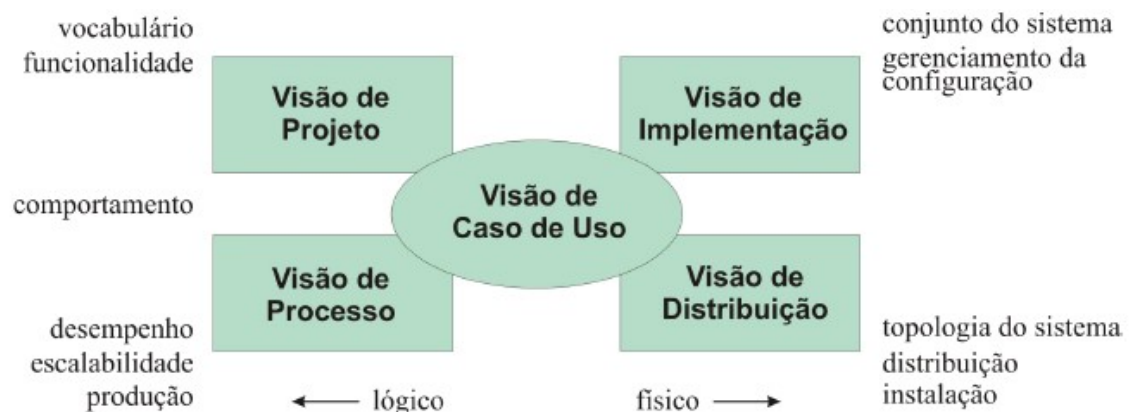 vocabulário
funcionalidade
Visão de
Projeto
conjunto do sistema
gerenciamento da
configuração
Visão de
Implementação
comportamento
Visão de
Caso de Uso
Visão de
Processo
desempenho
escalabilidade
produção
Visão de
Distribuição
topologia do sistema
distribuição
instalação
lógico
físico